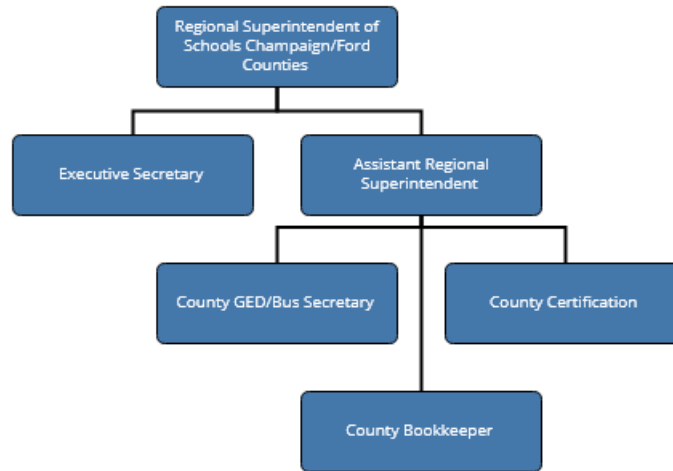 Regional Superintendent of
Schools Champaign/Ford
Counties
Executive Secretary
Assistant Regional
Superintendent
County GED/Bus Secretary
County Certification
County Bookkeeper